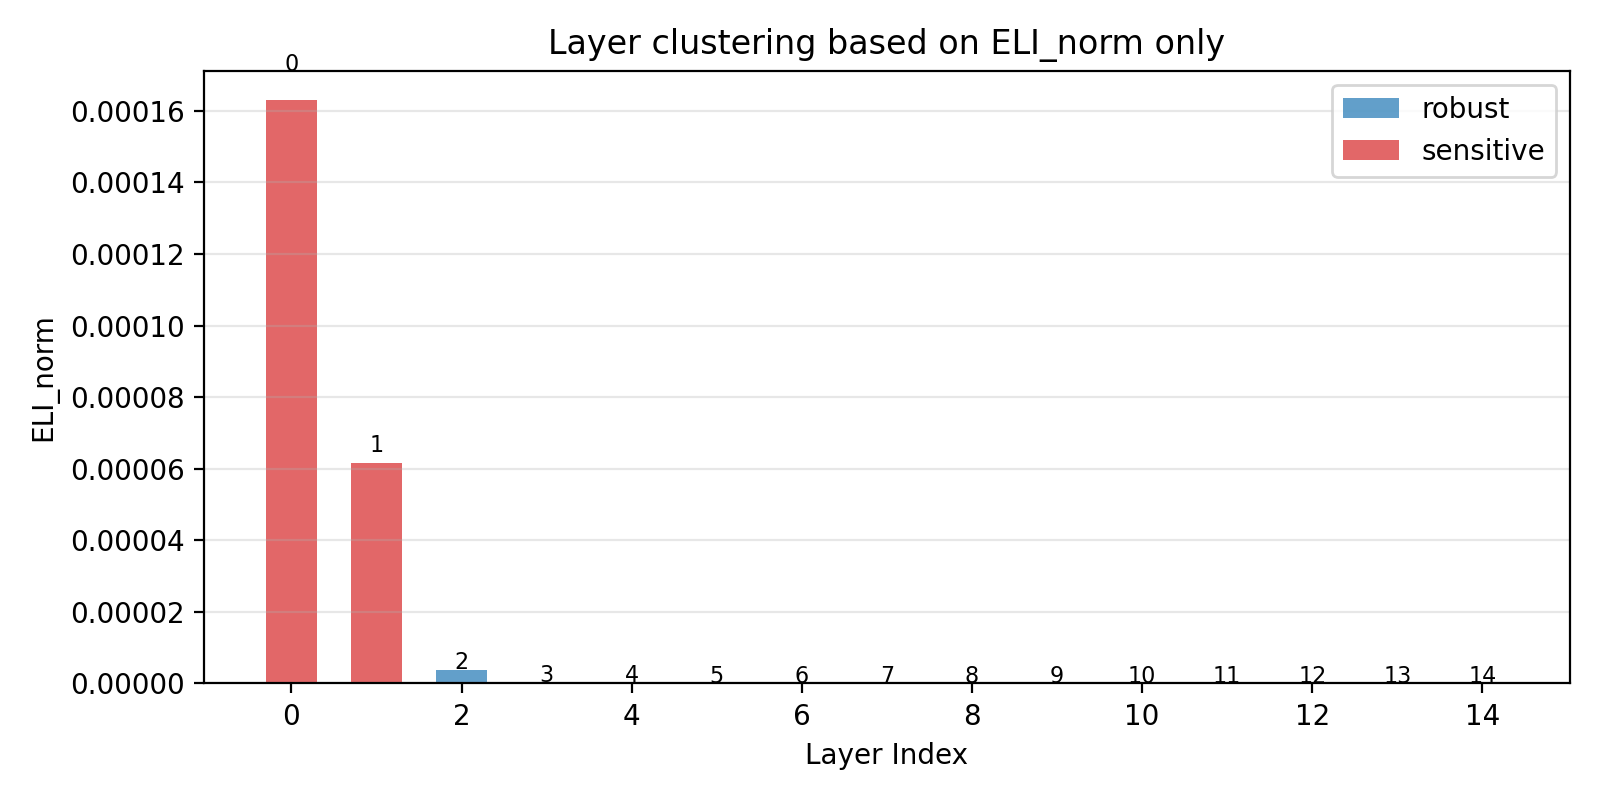 Layer clustering based on ELI_norm only
0
robust
sensitive
0.00016
0.00014
0.00012
0.00010
0.00008
0.00006
0.00004
0.00002
0.00000
ELI_norm
1
2
3 4 5 6 7 8 9 10 11 12 13 14
0 2 4 6 8 10 12 14
Layer Index